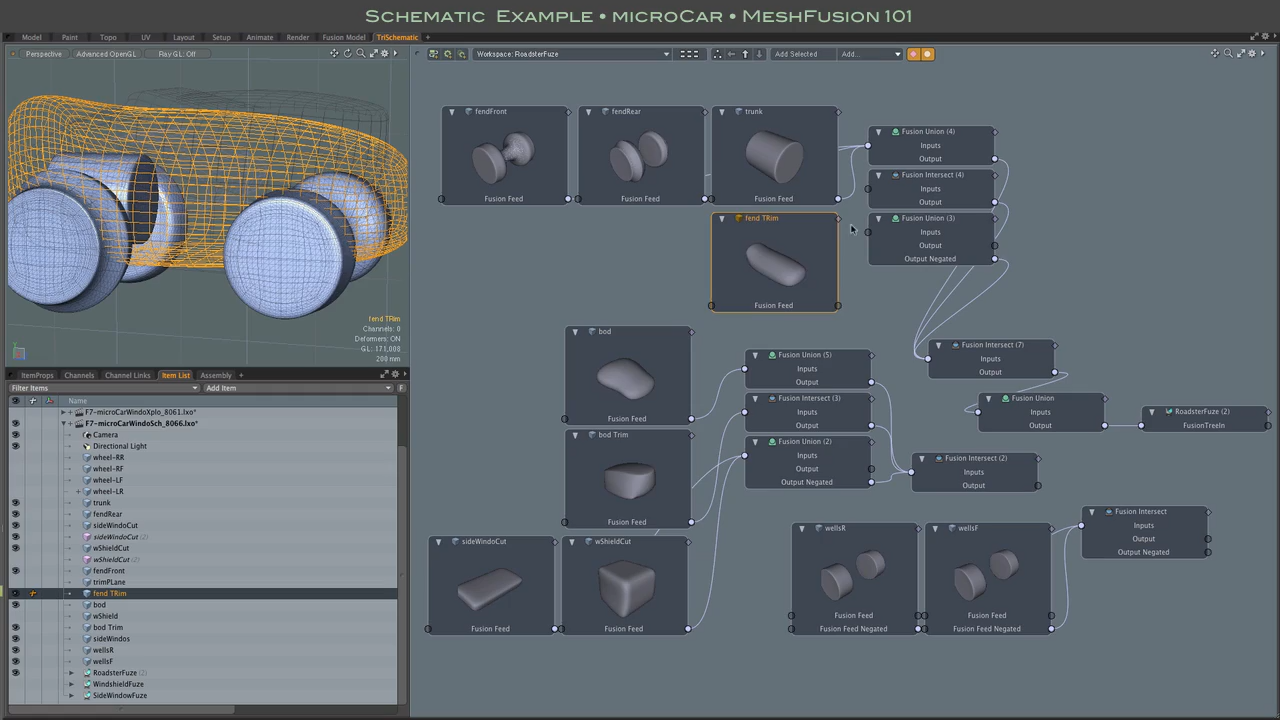 SCHEMATIC EXAMPLE • MICROCAR • MESHFUSION 101
Model Paint Topo UV Layout Setup Animate Render Fusion Model TriSchematic +
Perspective Advanced OpenGL Ray GL: Off
Workspace: RoadsterFuze Add Selected Add...
fend TRim
Channels: 0
Deformers: ON
GL: 171,008
200 mm
ItemProps Channels Channel Links Item List Assembly +
Filter Items Add Item F
Name
F7-microCarWindoXplo_8061.lxo*
F7-microCarWindoSch_8066.lxo*
Camera
Directional Light
wheel-RR
wheel-RF
wheel-LF
wheel-LR
trunk
fendRear
sideWindoCut
sideWindoCut (2)
wShieldCut
wShieldCut (2)
fendFront
trimPLane
fend TRim
bod
wShield
bod Trim
sideWindos
wellsR
wellsF
RoadsterFuze (2)
WindshieldFuze
SideWindowFuze
fendFront
Fusion Feed
fendRear
Fusion Feed
trunk
Fusion Feed
fend TRim
Fusion Feed
Fusion Union (4)
Inputs
Output
Fusion Intersect (4)
Inputs
Output
Fusion Union (3)
Inputs
Output
Output Negated
bod
Fusion Feed
bod Trim
Fusion Feed
sideWindoCut
Fusion Feed
wShieldCut
Fusion Feed
Fusion Union (5)
Inputs
Output
Fusion Intersect (3)
Inputs
Output
Fusion Union (2)
Inputs
Output
Output Negated
Fusion Intersect (7)
Inputs
Output
Fusion Union
Inputs
Output
RoadsterFuze (2)
FusionTreeIn
Fusion Intersect (2)
Inputs
Output
wellsR
Fusion Feed
Fusion Feed Negated
wellsF
Fusion Feed
Fusion Feed Negated
Fusion Intersect
Inputs
Output
Output Negated